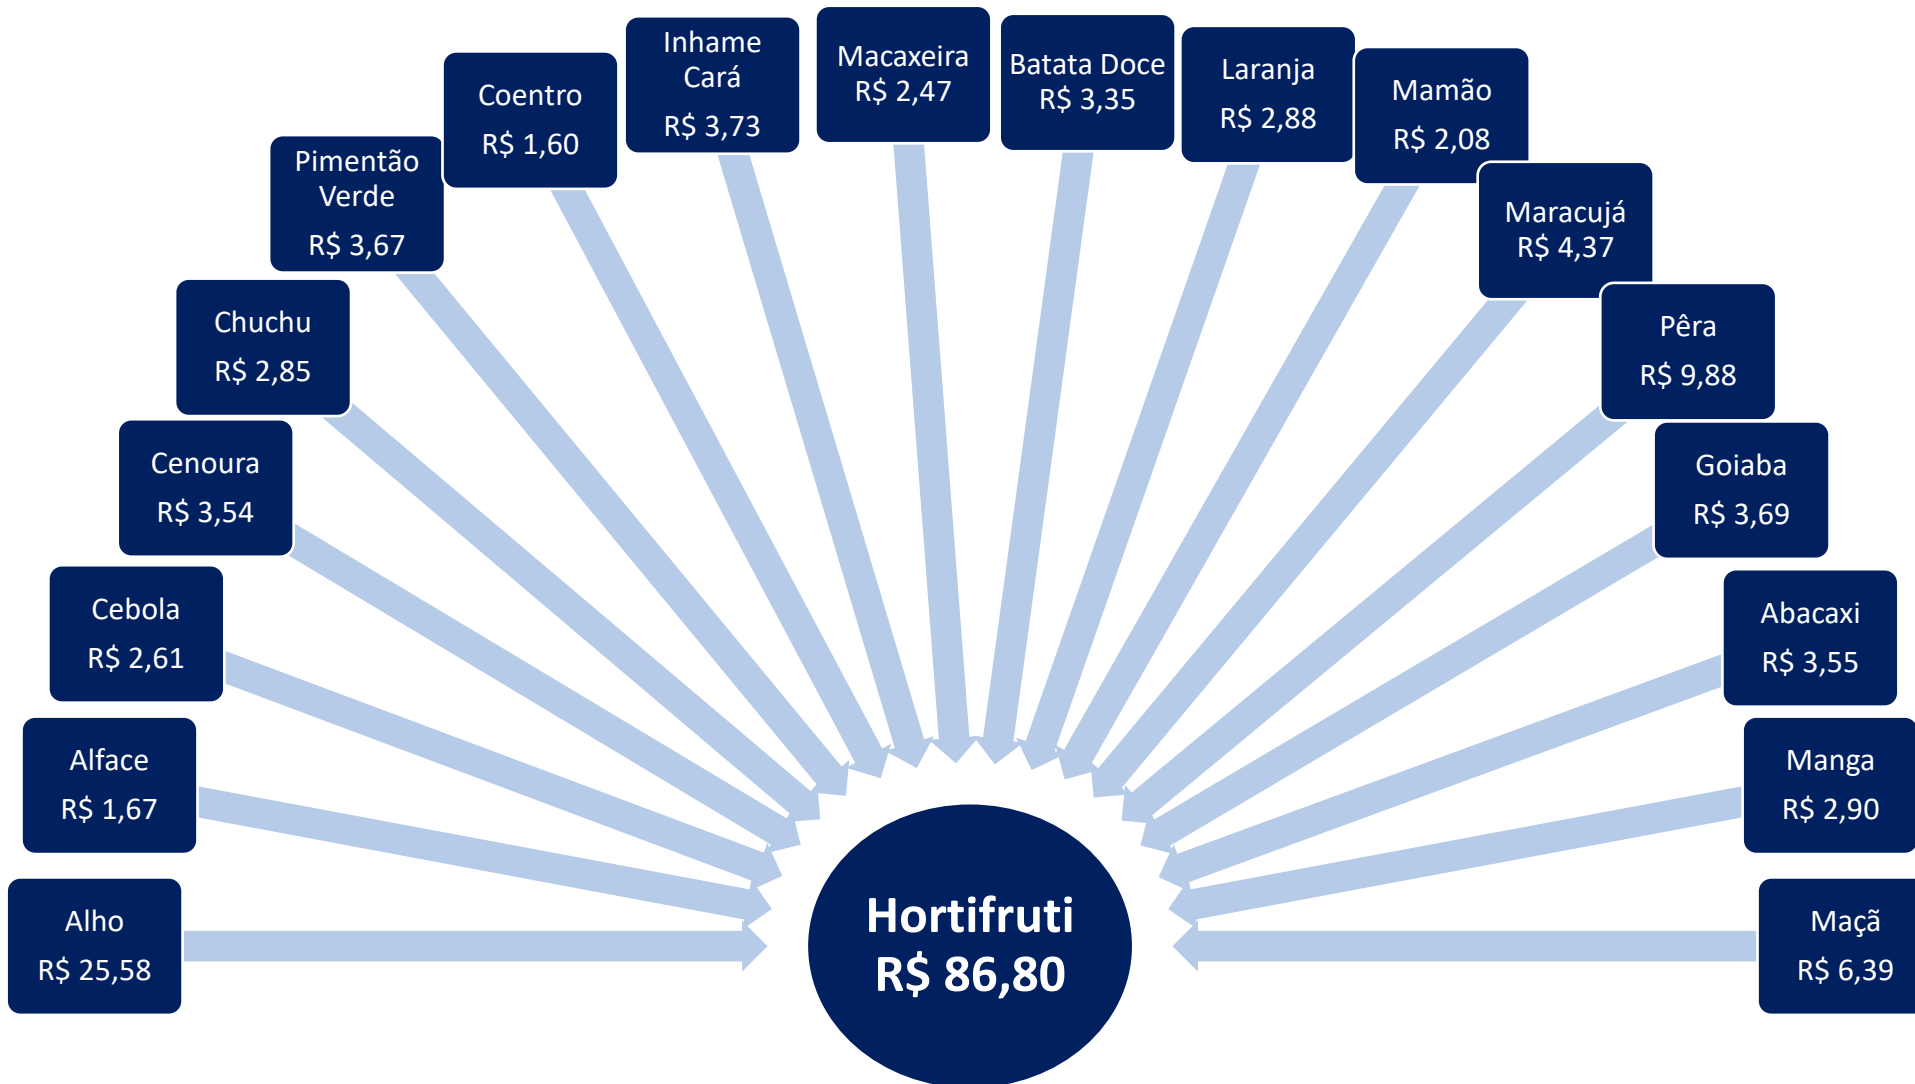 Alho
R$ 25,58
Alface
R$ 1,67
Cebola
R$ 2,61
Cenoura
R$ 3,54
Chuchu
R$ 2,85
Pimentão
Verde
R$ 3,67
Coentro
R$ 1,60
Inhame
Cará
R$ 3,73
Macaxeira
R$ 2,47
Batata Doce
R$ 3,35
Laranja
R$ 2,88
Mamão
R$ 2,08
Maracujá
R$ 4,37
Pêra
R$ 9,88
Goiaba
R$ 3,69
Abacaxi
R$ 3,55
Manga
R$ 2,90
Maçã
R$ 6,39
Hortifruti
R$ 86,80